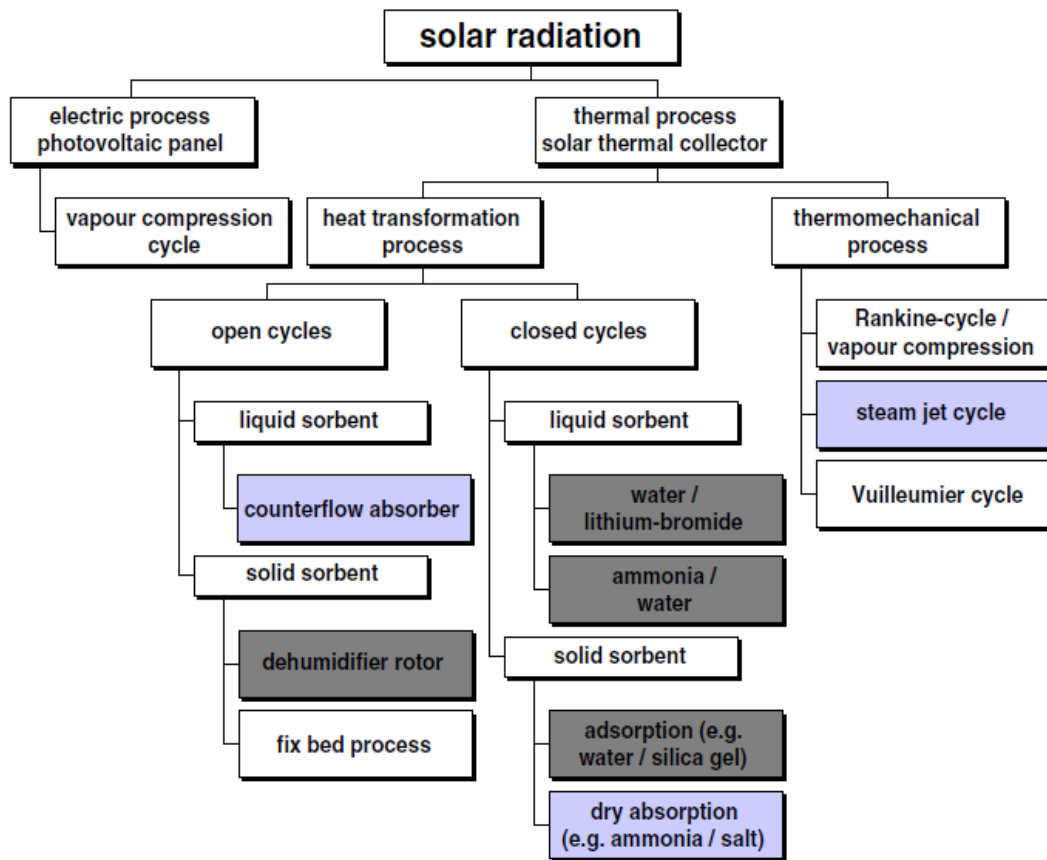 solar radiation
electric process
photovoltaic panel
thermal process
solar thermal collector
vapour compression
cycle
heat transformation
process
thermomechanical
process
open cycles
closed cycles
Rankine-cycle /
vapour compression
steam jet cycle
Vuilleumier cycle
liquid sorbent
counterflow absorber
solid sorbent
dehumidifier rotor
fix bed process
liquid sorbent
water /
lithium-bromide
ammonia /
water
solid sorbent
adsorption (e.g.
water / silica gel)
dry absorption
(e.g. ammonia / salt)